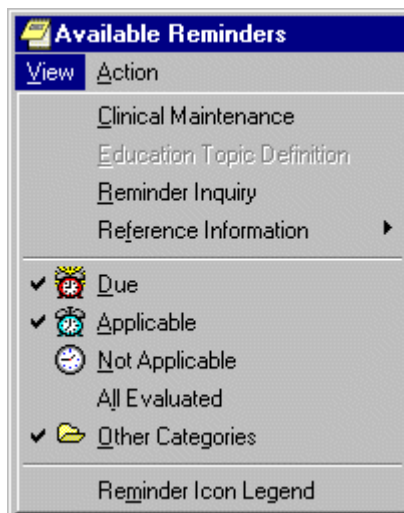 Available Reminders
View Action
Clinical Maintenance
Education Topic Definition
Reminder Inquiry
Reference Information
Due
Applicable
Not Applicable
All Evaluated
Other Categories
Reminder Icon Legend